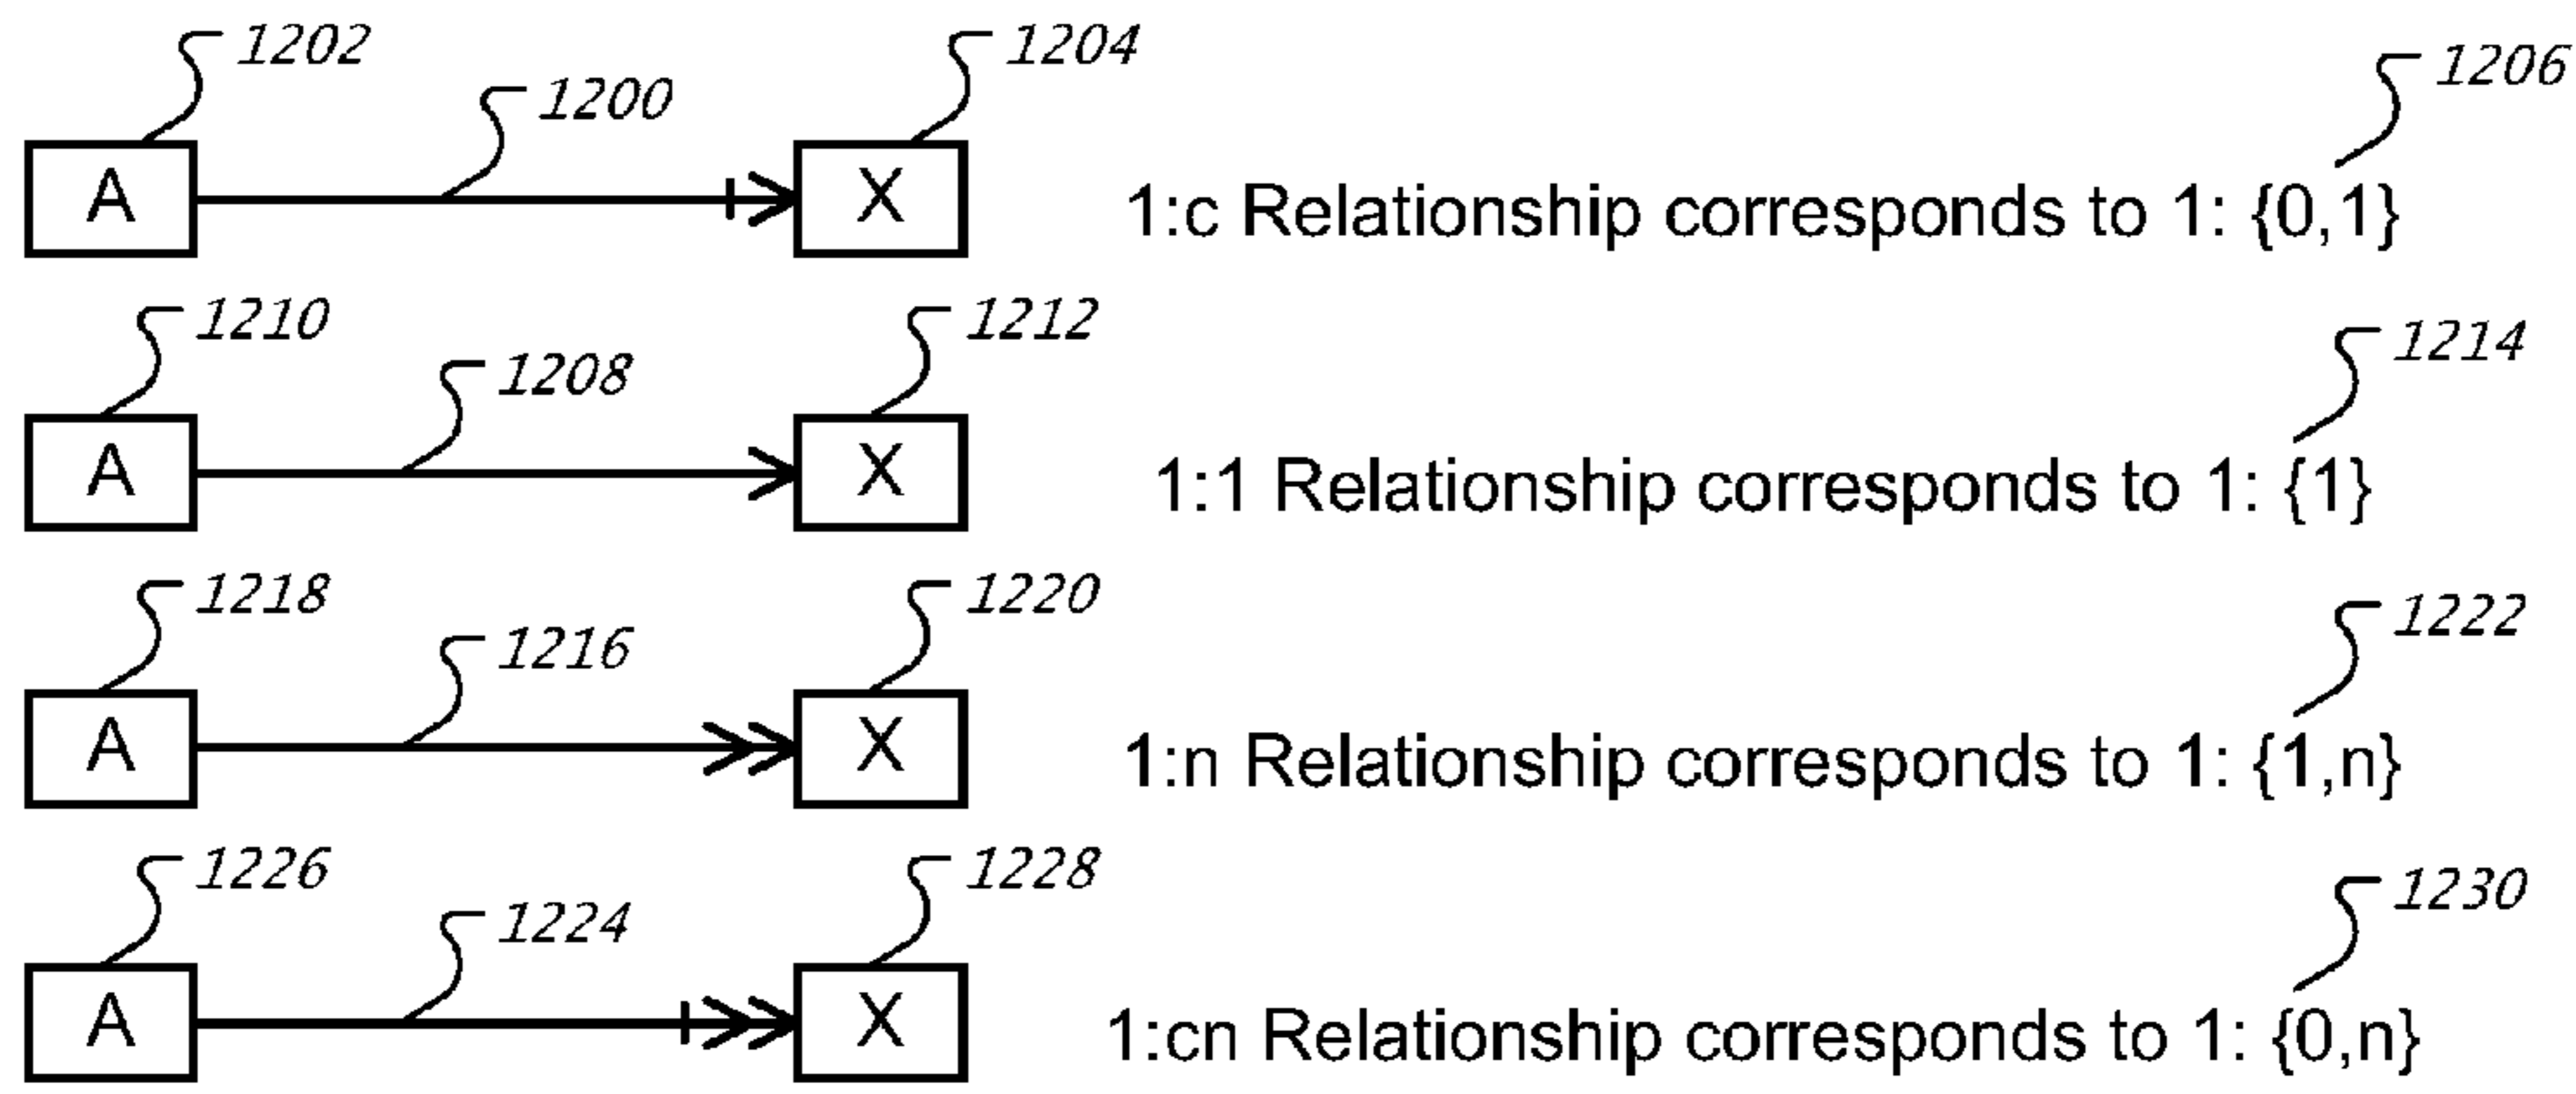 1202
1200
1204
1206
A
X
1:c Relationship corresponds to 1: {0,1}
1210
1208
1212
1214
A
X
1:1 Relationship corresponds to 1: {1}
1218
1216
1220
1222
A
X
1:n Relationship corresponds to 1: {1,n}
1226
1224
1228
1230
A
X
1:cn Relationship corresponds to 1: {0,n}